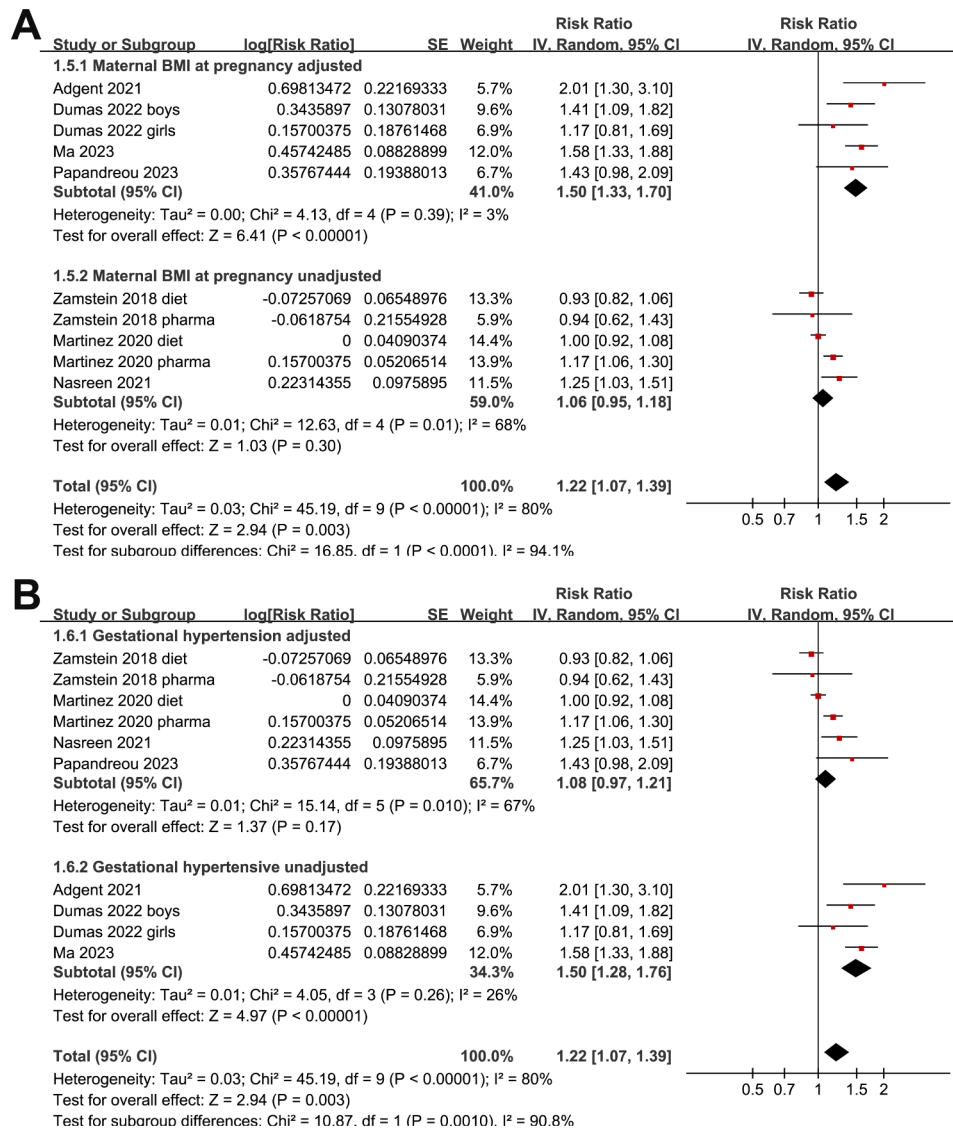 A
Risk Ratio Risk Ratio
Study or Subgroup log[Risk Ratio] SE Weight IV, Random, 95% CI IV, Random, 95% CI
1.5.1 Maternal BMI at pregnancy adjusted
Adgent 2021 0.69813472 0.22169333 5.7% 2.01 [1.30, 3.10]
Dumas 2022 boys 0.3435897 0.13078031 9.6% 1.41 [1.09, 1.82]
Dumas 2022 girls 0.15700375 0.18761468 6.9% 1.17 [0.81, 1.69]
Ma 2023 0.45742485 0.08828899 12.0% 1.58 [1.33, 1.88]
Papandreou 2023 0.35767444 0.19388013 6.7% 1.43 [0.98, 2.09]
Subtotal (95% CI) 41.0% 1.50 [1.33, 1.70]
Heterogeneity: Tau² = 0.00; Chi² = 4.13, df = 4 (P = 0.39); I² = 3%
Test for overall effect: Z = 6.41 (P < 0.00001)
1.5.2 Maternal BMI at pregnancy unadjusted
Zamstein 2018 diet -0.07257069 0.06548976 13.3% 0.93 [0.82, 1.06]
Zamstein 2018 pharma -0.0618754 0.21554928 5.9% 0.94 [0.62, 1.43]
Martinez 2020 diet 0 0.04090374 14.4% 1.00 [0.92, 1.08]
Martinez 2020 pharma 0.15700375 0.05206514 13.9% 1.17 [1.06, 1.30]
Nasreen 2021 0.22314355 0.0975895 11.5% 1.25 [1.03, 1.51]
Subtotal (95% CI) 59.0% 1.06 [0.95, 1.18]
Heterogeneity: Tau² = 0.01; Chi² = 12.63, df = 4 (P = 0.01); I² = 68%
Test for overall effect: Z = 1.03 (P = 0.30)
Total (95% CI) 100.0% 1.22 [1.07, 1.39]
Heterogeneity: Tau² = 0.03; Chi² = 45.19, df = 9 (P < 0.00001); I² = 80%
Test for overall effect: Z = 2.94 (P = 0.003)
Test for subgroup differences: Chi² = 16.85, df = 1 (P < 0.0001), I² = 94.1%
0.5 0.7 1 1.5 2
B
Risk Ratio Risk Ratio
Study or Subgroup log[Risk Ratio] SE Weight IV, Random, 95% CI IV, Random, 95% CI
1.6.1 Gestational hypertension adjusted
Zamstein 2018 diet -0.07257069 0.06548976 13.3% 0.93 [0.82, 1.06]
Zamstein 2018 pharma -0.0618754 0.21554928 5.9% 0.94 [0.62, 1.43]
Martinez 2020 diet 0 0.04090374 14.4% 1.00 [0.92, 1.08]
Martinez 2020 pharma 0.15700375 0.05206514 13.9% 1.17 [1.06, 1.30]
Nasreen 2021 0.22314355 0.0975895 11.5% 1.25 [1.03, 1.51]
Papandreou 2023 0.35767444 0.19388013 6.7% 1.43 [0.98, 2.09]
Subtotal (95% CI) 65.7% 1.08 [0.97, 1.21]
Heterogeneity: Tau² = 0.01; Chi² = 15.14, df = 5 (P = 0.010); I² = 67%
Test for overall effect: Z = 1.37 (P = 0.17)
1.6.2 Gestational hypertensive unadjusted
Adgent 2021 0.69813472 0.22169333 5.7% 2.01 [1.30, 3.10]
Dumas 2022 boys 0.3435897 0.13078031 9.6% 1.41 [1.09, 1.82]
Dumas 2022 girls 0.15700375 0.18761468 6.9% 1.17 [0.81, 1.69]
Ma 2023 0.45742485 0.08828899 12.0% 1.58 [1.33, 1.88]
Subtotal (95% CI) 34.3% 1.50 [1.28, 1.76]
Heterogeneity: Tau² = 0.01; Chi² = 4.05, df = 3 (P = 0.26); I² = 26%
Test for overall effect: Z = 4.97 (P < 0.00001)
Total (95% CI) 100.0% 1.22 [1.07, 1.39]
Heterogeneity: Tau² = 0.03; Chi² = 45.19, df = 9 (P < 0.00001); I² = 80%
Test for overall effect: Z = 2.94 (P = 0.003)
Test for subgroup differences: Chi² = 10.87, df = 1 (P = 0.0010), I² = 90.8%
0.5 0.7 1 1.5 2